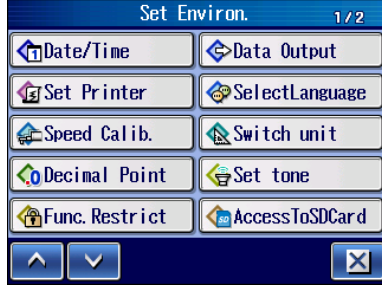 Set Environ. 1/2
Date/Time Data Output
Set Printer SelectLanguage
Speed Calib. Switch unit
Decimal Point Set tone
Func.Restrict AccessToSDCard